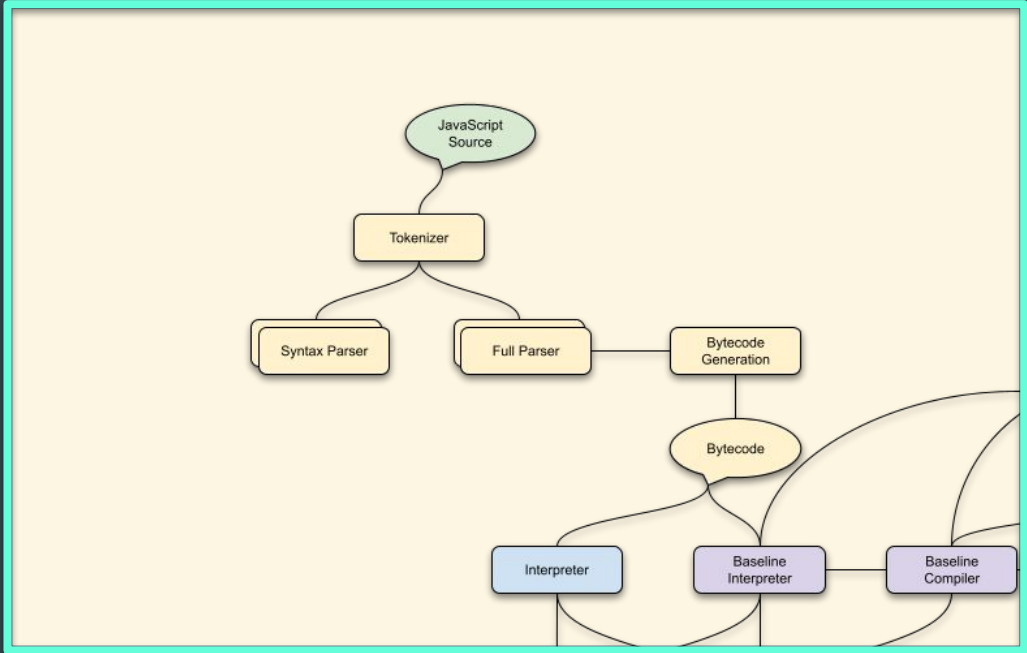 JavaScript
Source
Tokenizer
Syntax Parser
Full Parser
Bytecode
Generation
Bytecode
Interpreter
Baseline
Interpreter
Baseline
Compiler